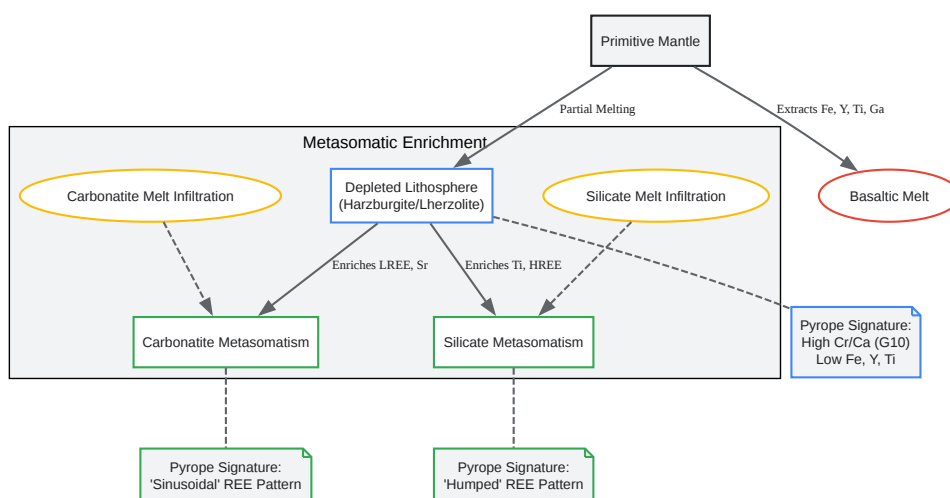 Primitive Mantle
Partial Melting
Extracts Fe, Y, Ti, Ga
Metasomatic Enrichment
Carbonatite Melt Infiltration
Depleted Lithosphere
(Harzburgite/Lherzolite)
Silicate Melt Infiltration
Basaltic Melt
Enriches LREE, Sr
Enriches Ti, HREE
Carbonatite Metasomatism
Silicate Metasomatism
Pyrope Signature:
High Cr/Ca (G10)
Low Fe, Y, Ti
Pyrope Signature:
'Sinusoidal' REE Pattern
Pyrope Signature:
'Humped' REE Pattern